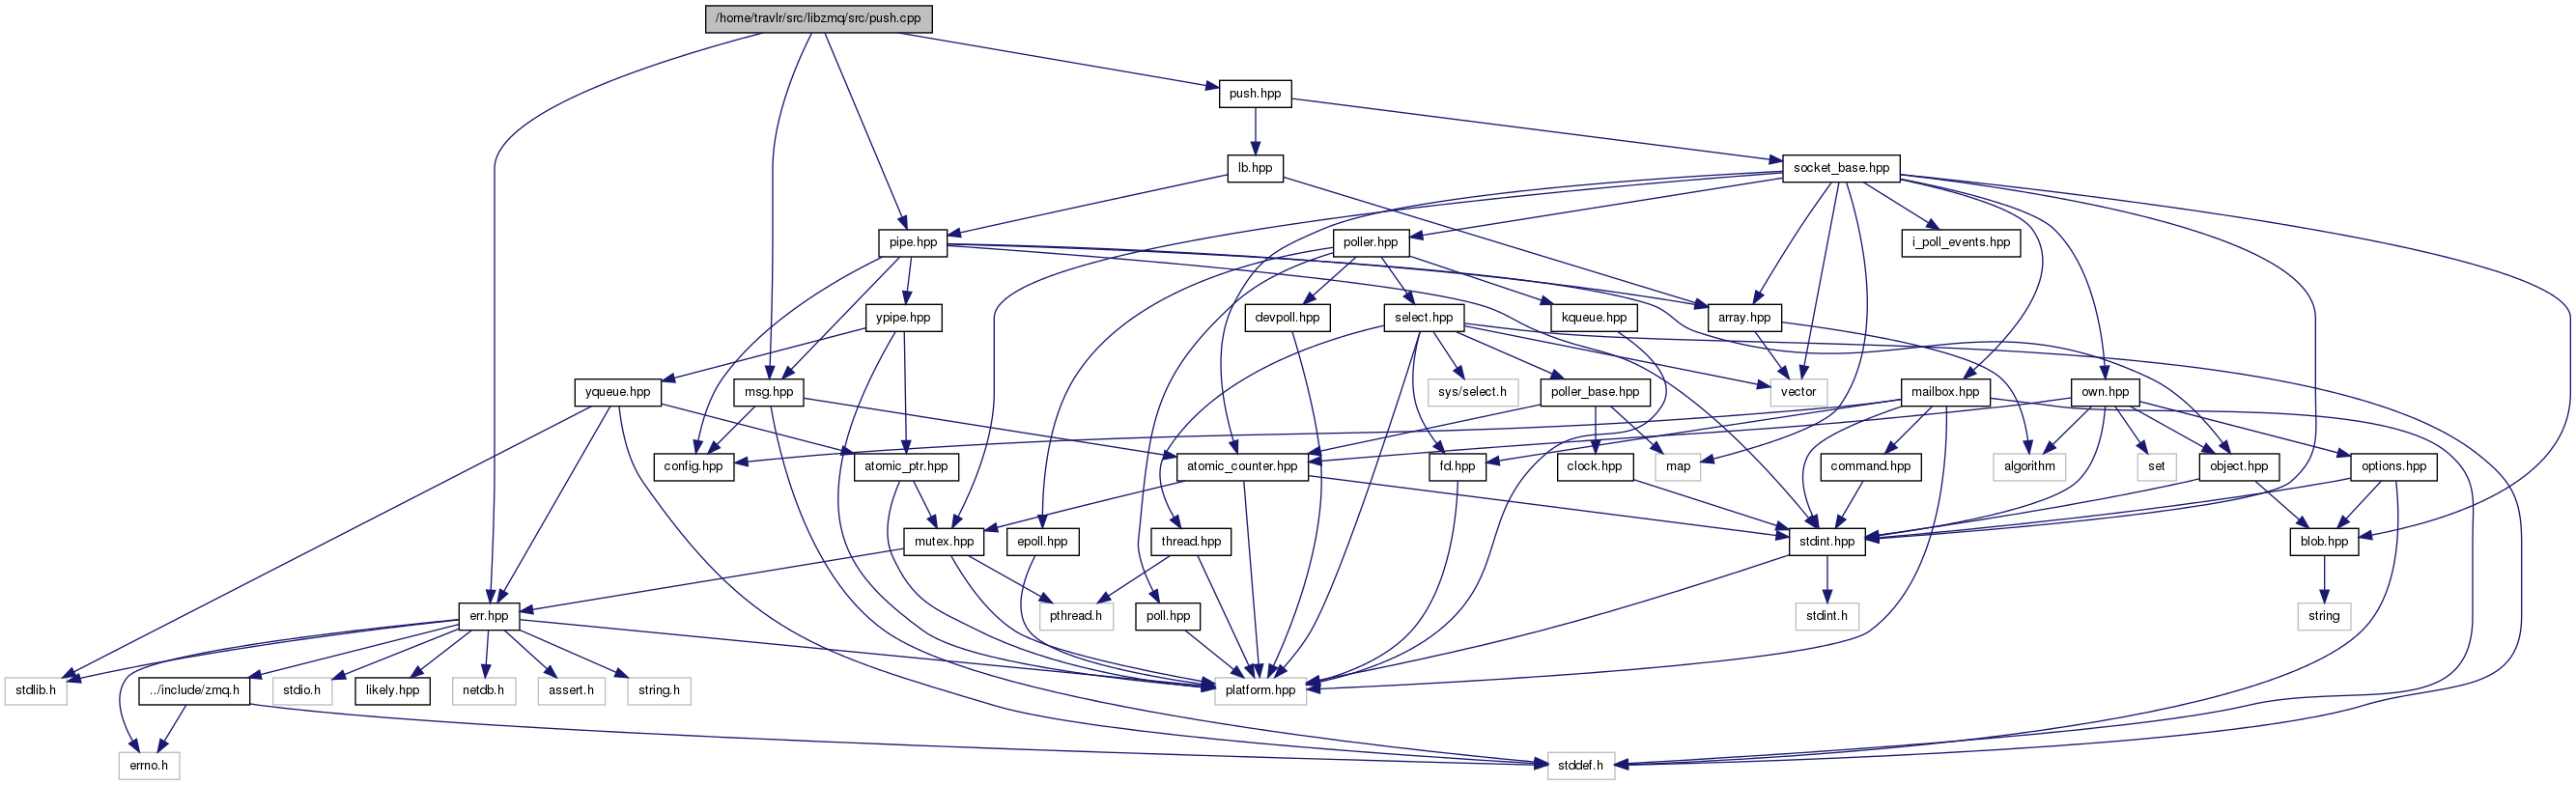 /home/travlr/src/libzmq/src/push.cpp
push.hpp
lb.hpp
socket_base.hpp
pipe.hpp
poller.hpp
i_poll_events.hpp
ypipe.hpp
devpoll.hpp
select.hpp
kqueue.hpp
array.hpp
yqueue.hpp
msg.hpp
sys/select.h
poller_base.hpp
vector
mailbox.hpp
own.hpp
config.hpp
atomic_ptr.hpp
atomic_counter.hpp
fd.hpp
clock.hpp
map
command.hpp
algorithm
set
object.hpp
options.hpp
mutex.hpp
epoll.hpp
thread.hpp
stdint.hpp
blob.hpp
err.hpp
pthread.h
poll.hpp
stdint.h
string
stdlib.h
../include/zmq.h
stdio.h
likely.hpp
netdb.h
assert.h
string.h
platform.hpp
errno.h
stddef.h